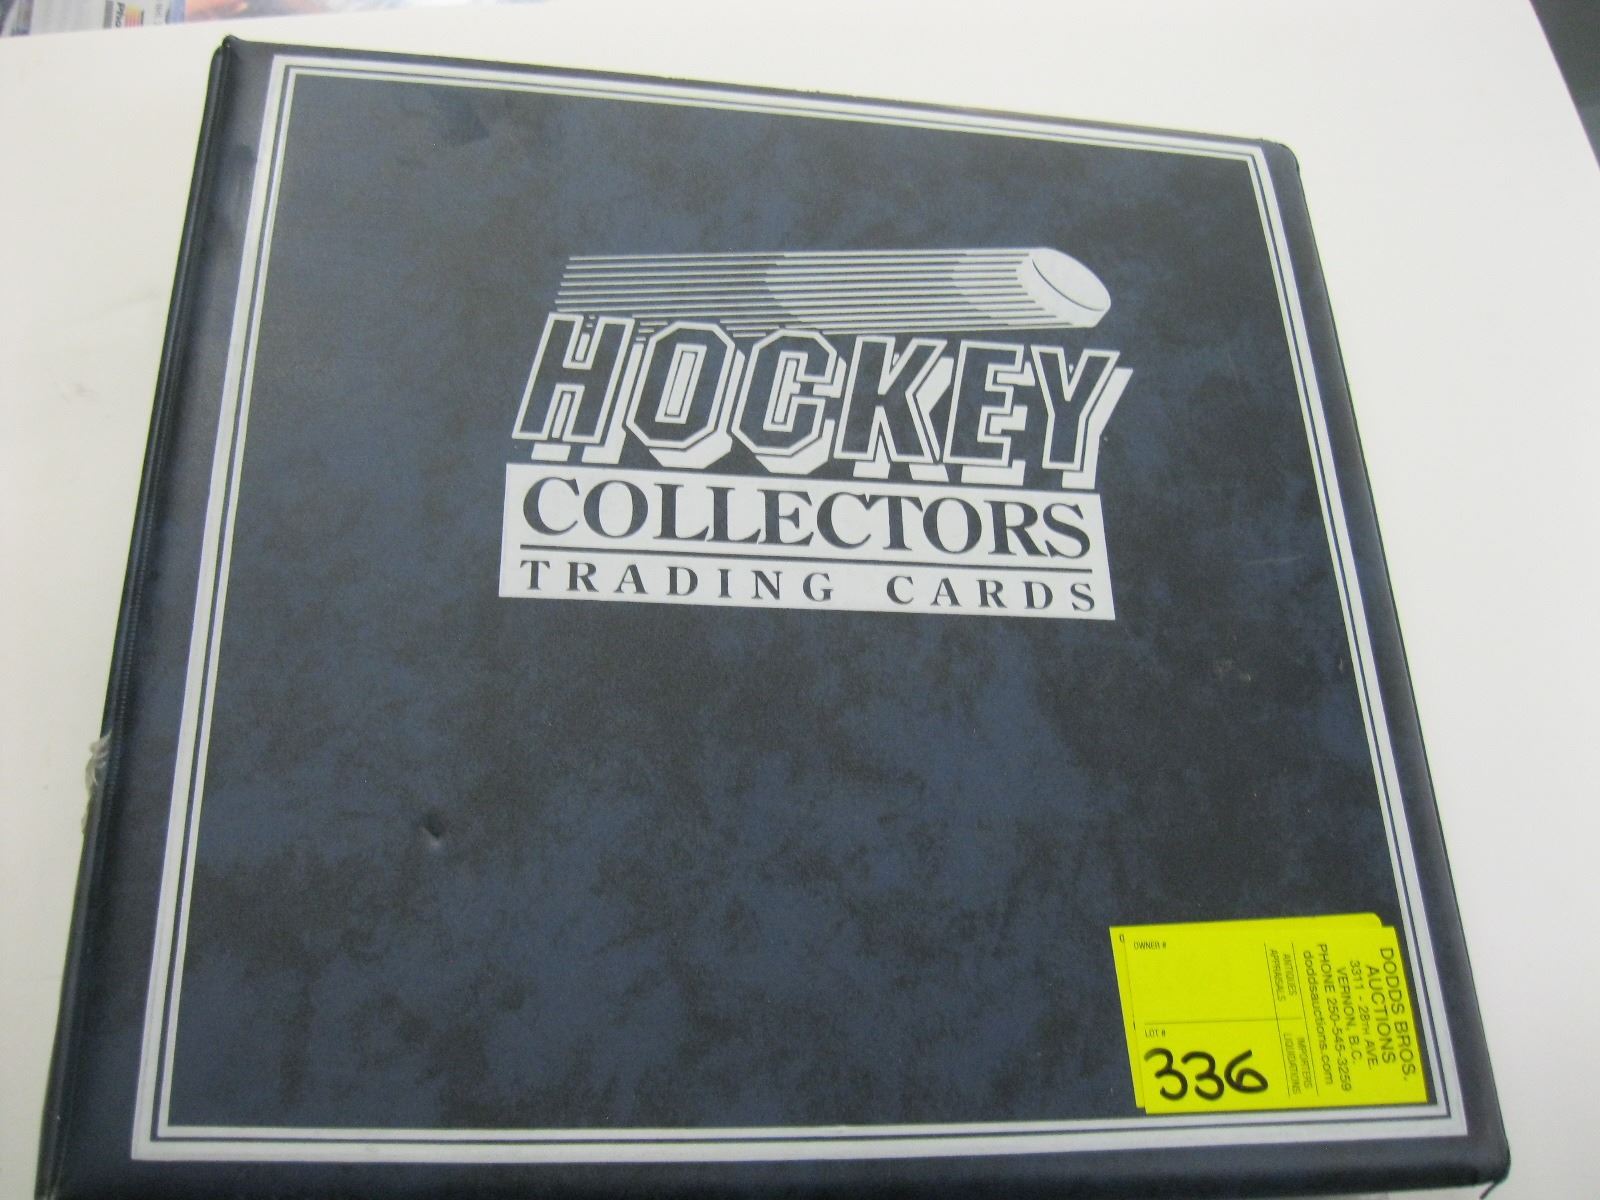 HOCKEY
COLLECTORS
TRADING CARDS
DODDS BROS.
AUCTIONS
3311 - 28TH AVE.
VERNON, B.C.
PHONE 250-545-3259
doddsauctions.com
ANTIQUES IMPORTERS
APPRAISALS LIQUIDATIONS
OWNER #
LOT #
336